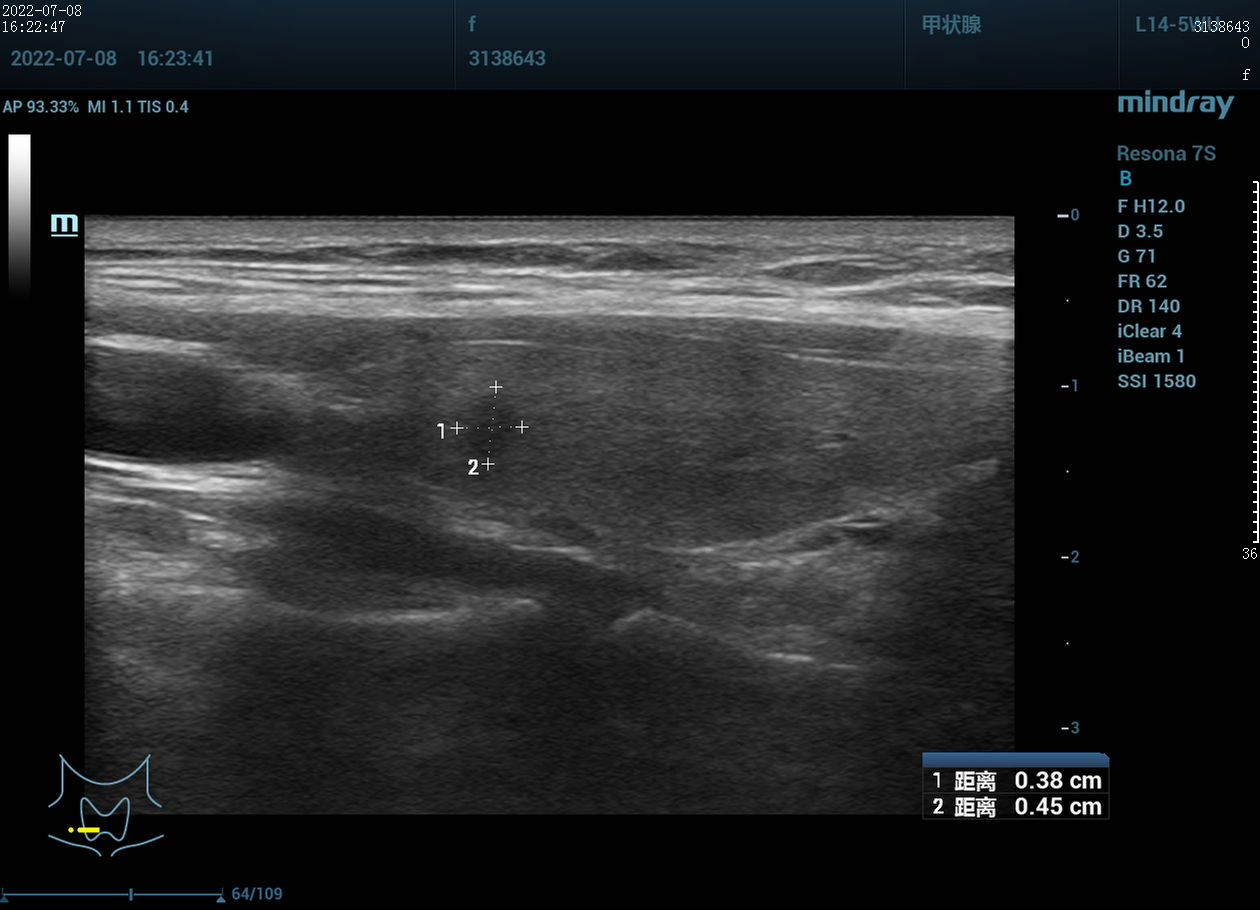 2022-07-08
16:22:47
2022-07-08 16:23:41
f
3138643
甲状腺
L14-5WU
3138643
0
f
AP 93.33% MI 1.1 TIS 0.4
mindray
Resona 7S
B
F H12.0
D 3.5
G 71
FR 62
DR 140
iClear 4
iBeam 1
SSI 1580
m
0
1
2
3
36
1
2
1 距离 0.38 cm
2 距离 0.45 cm
64/109